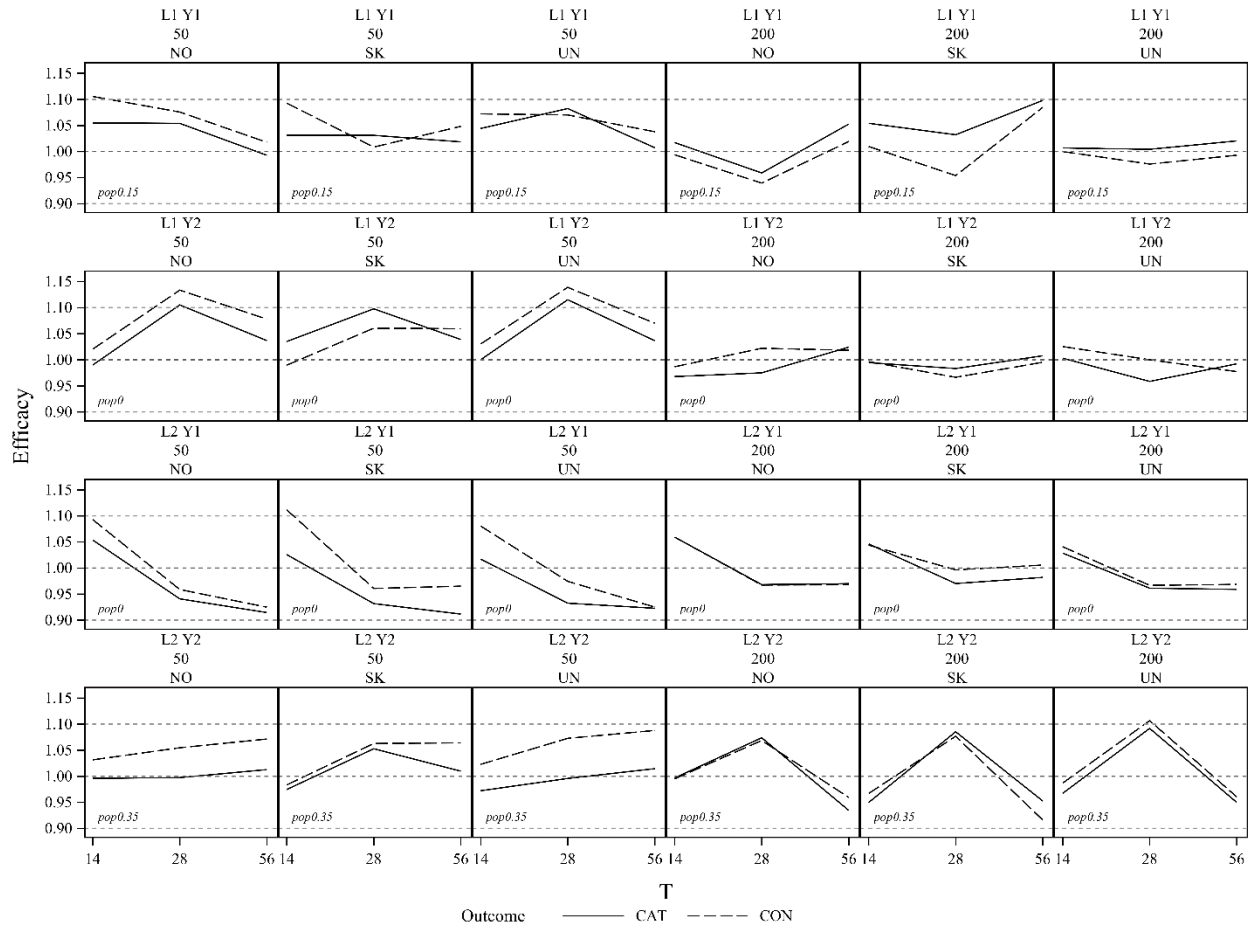 L1 Y1 L1 Y1 L1 Y1 L1 Y1 L1 Y1 L1 Y1
50 50 50 200 200 200
NO SK UN NO SK UN
1.15
1.10
1.05
1.00
0.95
0.90
pop0.15 pop0.15 pop0.15 pop0.15 pop0.15 pop0.15
L1 Y2 L1 Y2 L1 Y2 L1 Y2 L1 Y2 L1 Y2
50 50 50 200 200 200
NO SK UN NO SK UN
1.15
1.10
1.05
1.00
0.95
0.90
pop0 pop0 pop0 pop0 pop0 pop0
Efficacy
L2 Y1 L2 Y1 L2 Y1 L2 Y1 L2 Y1 L2 Y1
50 50 50 200 200 200
NO SK UN NO SK UN
1.15
1.10
1.05
1.00
0.95
0.90
pop0 pop0 pop0 pop0 pop0 pop0
L2 Y2 L2 Y2 L2 Y2 L2 Y2 L2 Y2 L2 Y2
50 50 50 200 200 200
NO SK UN NO SK UN
1.15
1.10
1.05
1.00
0.95
0.90
pop0.35 pop0.35 pop0.35 pop0.35 pop0.35 pop0.35
14 28 56 14 28 56 14 28 56 14 28 56 14 28 56 14 28 56
T
Outcome CAT CON